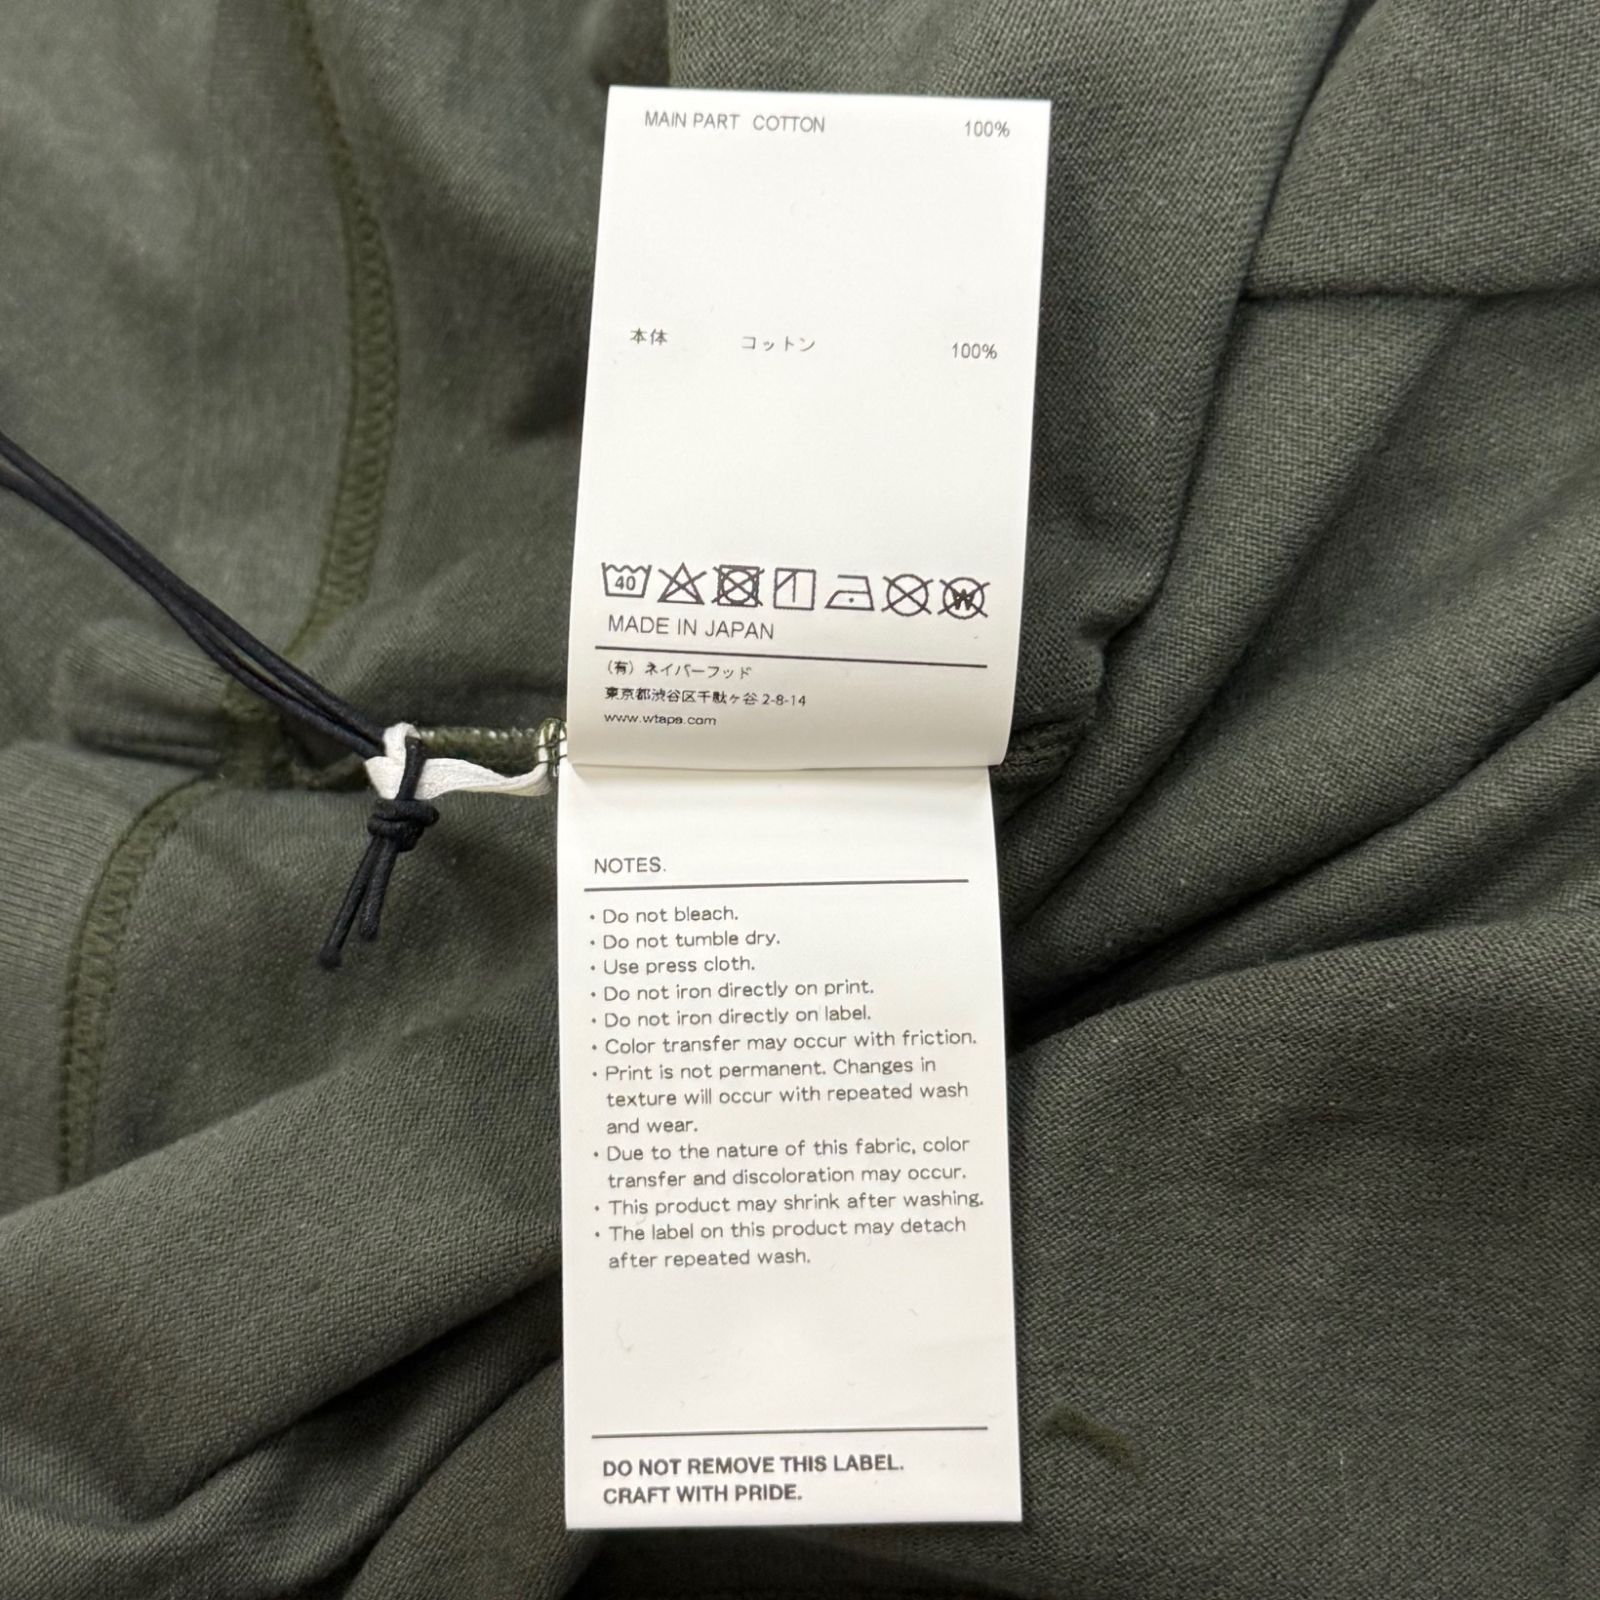 MAIN PART COTTON 100%
本体 コットン 100%
40
W
MADE IN JAPAN
(有) ネイバーフッド
東京都渋谷区千駄ヶ谷 2-8-14
www.wtaps.com
NOTES.
・Do not bleach.
・Do not tumble dry.
・Use press cloth.
・Do not iron directly on print.
・Do not iron directly on label.
・Color transfer may occur with friction.
・Print is not permanent. Changes in
texture will occur with repeated wash
and wear.
・Due to the nature of this fabric, color
transfer and discoloration may occur.
・This product may shrink after washing.
・The label on this product may detach
after repeated wash.
DO NOT REMOVE THIS LABEL.
CRAFT WITH PRIDE.